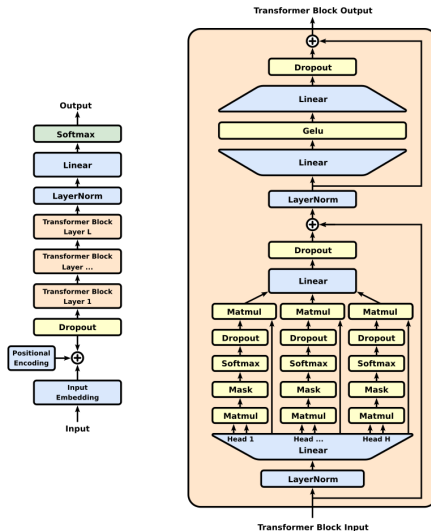 Output
Softmax
Linear
LayerNorm
Transformer Block
Layer L
Transformer Block
Layer ...
Transformer Block
Layer 1
Dropout
Positional
Encoding
Input
Embedding
Input
Transformer Block Output
Dropout
Linear
Gelu
Linear
LayerNorm
Dropout
Linear
Matmul Matmul Matmul
Dropout Dropout Dropout
Softmax Softmax Softmax
Mask Mask Mask
Matmul Matmul Matmul
Head 1 Head ... Head H
Linear
LayerNorm
Transformer Block Input